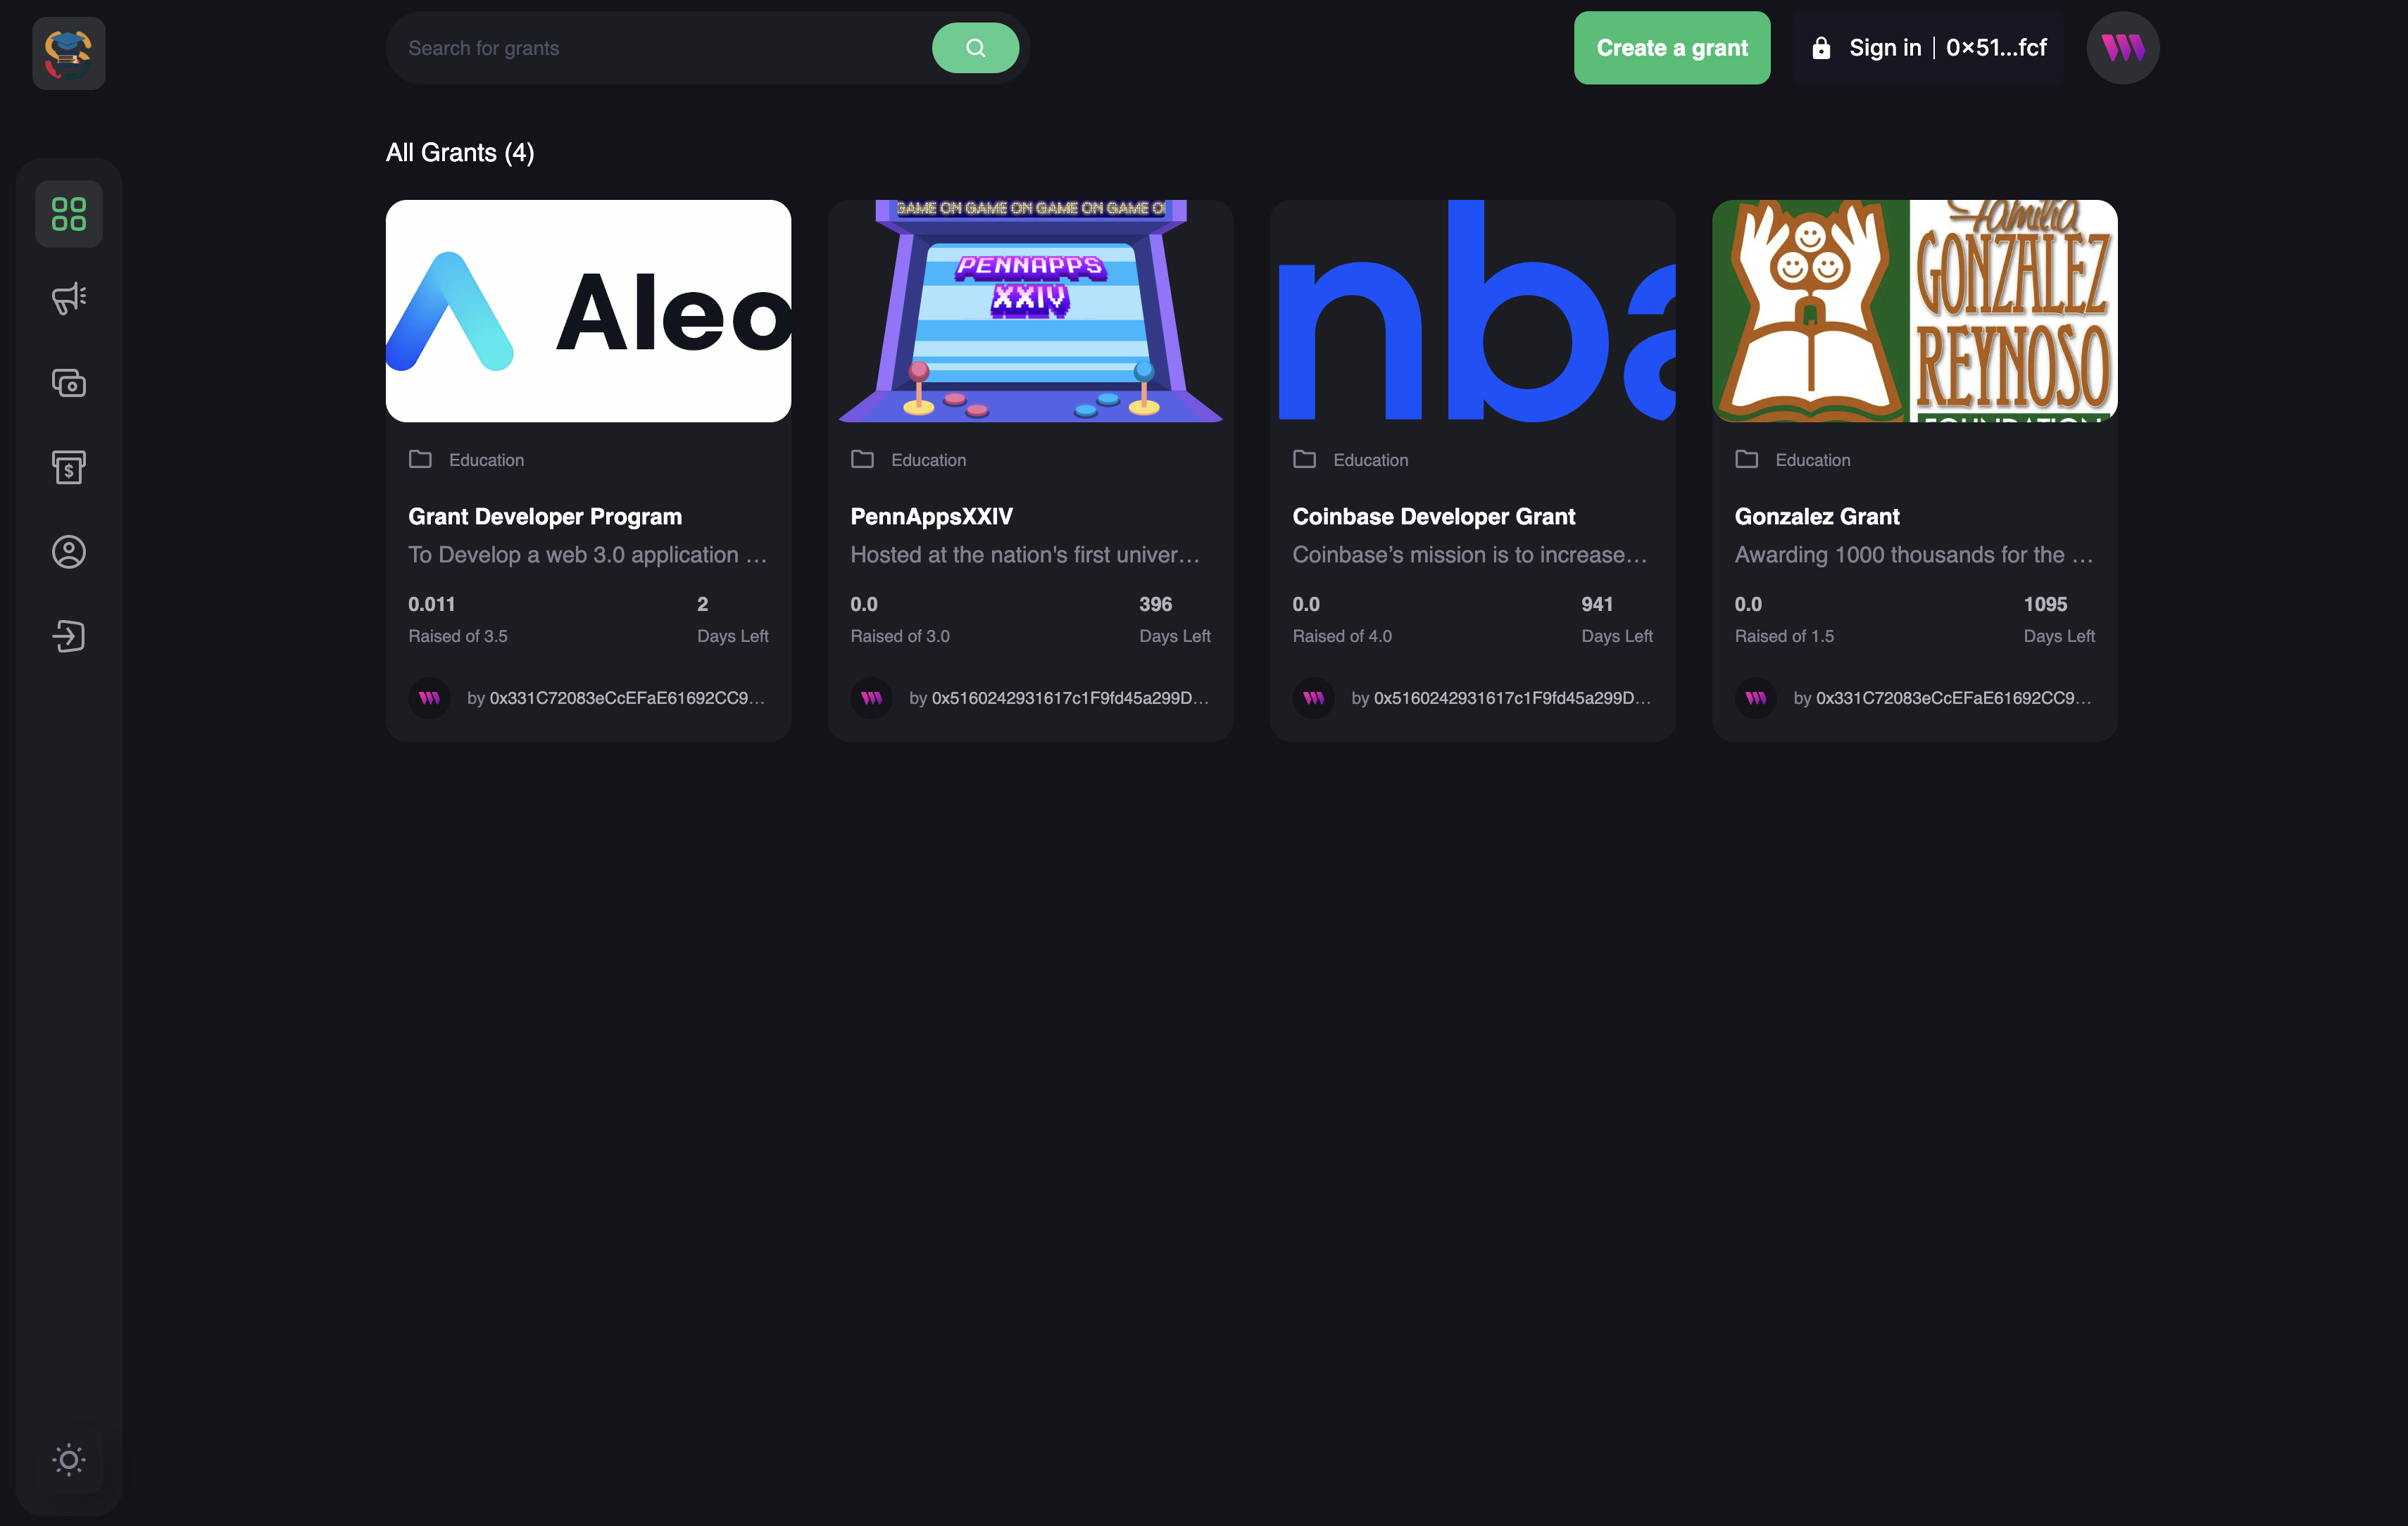 Search for grants
Create a grant
Sign in | 0×51...fcf
All Grants (4)
Aleo
Education
Grant Developer Program
To Develop a web 3.0 application ...
0.011
2
Raised of 3.5
Days Left
by 0x331C72083eCcEFaE61692CC9...
GAME ON GAME ON GAME ON GAME O
PENNAPPS
XXIV
Education
PennAppsXXIV
Hosted at the nation's first univer...
0.0
396
Raised of 3.0
Days Left
by 0x5160242931617c1F9fd45a299D...
nba
Education
Coinbase Developer Grant
Coinbase’s mission is to increase...
0.0
941
Raised of 4.0
Days Left
by 0x5160242931617c1F9fd45a299D...
Familia
GONZALEZ
REYNOSO
FOUNDATION
Education
Gonzalez Grant
Awarding 1000 thousands for the ...
0.0
1095
Raised of 1.5
Days Left
by 0x331C72083eCcEFaE61692CC9...